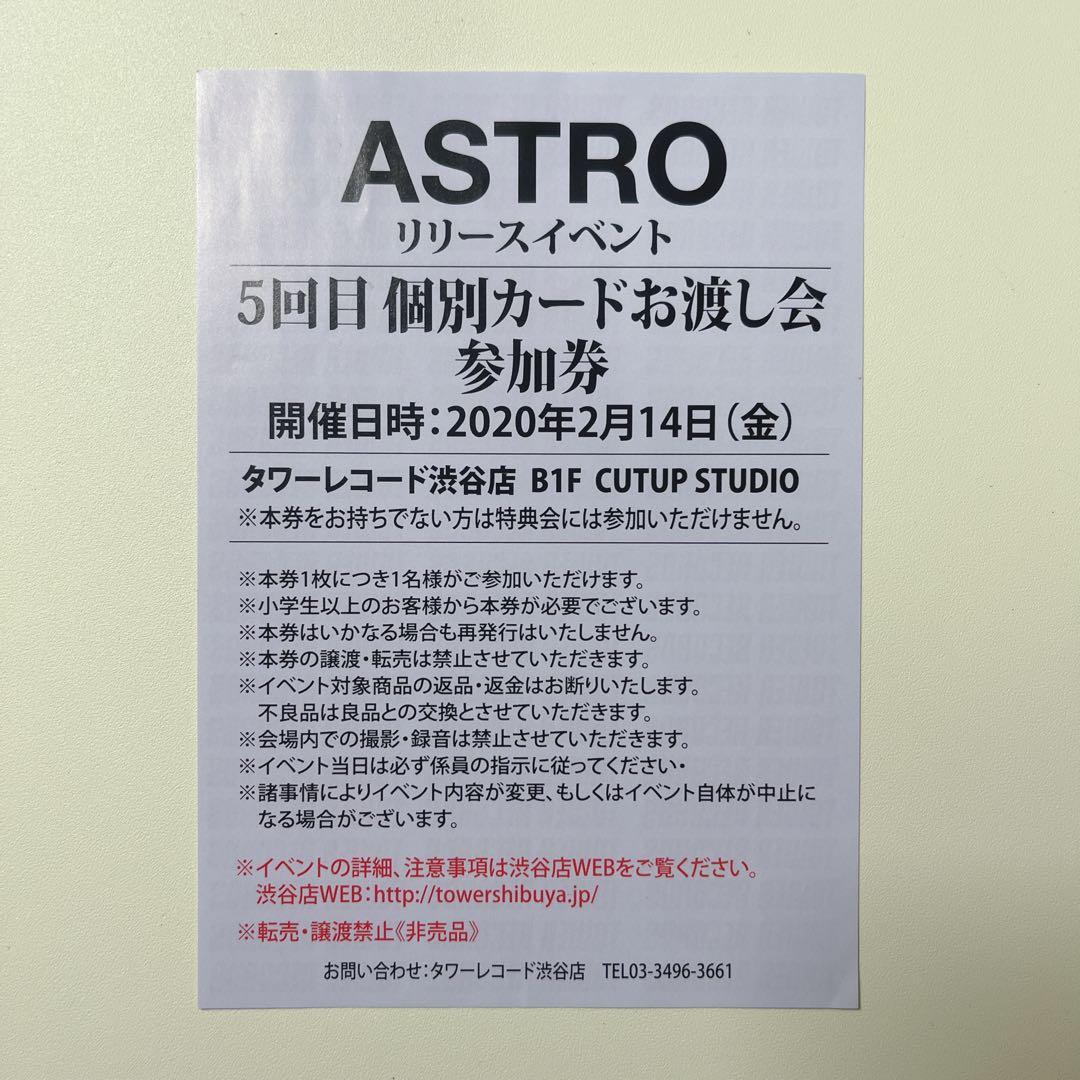 ASTRO
リリースイベント
5回目 個別カードお渡し会
参加券
開催日時：2020年2月14日（金）
タワーレコード渋谷店 B1F CUTUP STUDIO
※本券をお持ちでない方は特典会には参加いただけません。
※本券1枚につき1名様がご参加いただけます。
※小学生以上のお客様から本券が必要でございます。
※本券はいかなる場合も再発行はいたしません。
※本券の譲渡・転売は禁止させていただきます。
※イベント対象商品の返品・返金はお断りいたします。
不良品は良品との交換とさせていただきます。
※会場内での撮影・録音は禁止させていただきます。
※イベント当日は必ず係員の指示に従ってください・
※諸事情によりイベント内容が変更、もしくはイベント自体が中止に
なる場合がございます。
※イベントの詳細、注意事項は渋谷店WEBをご覧ください。
渋谷店WEB：http://towershibuya.jp/
※転売・譲渡禁止《非売品》
お問い合わせ：タワーレコード渋谷店 TEL03-3496-3661